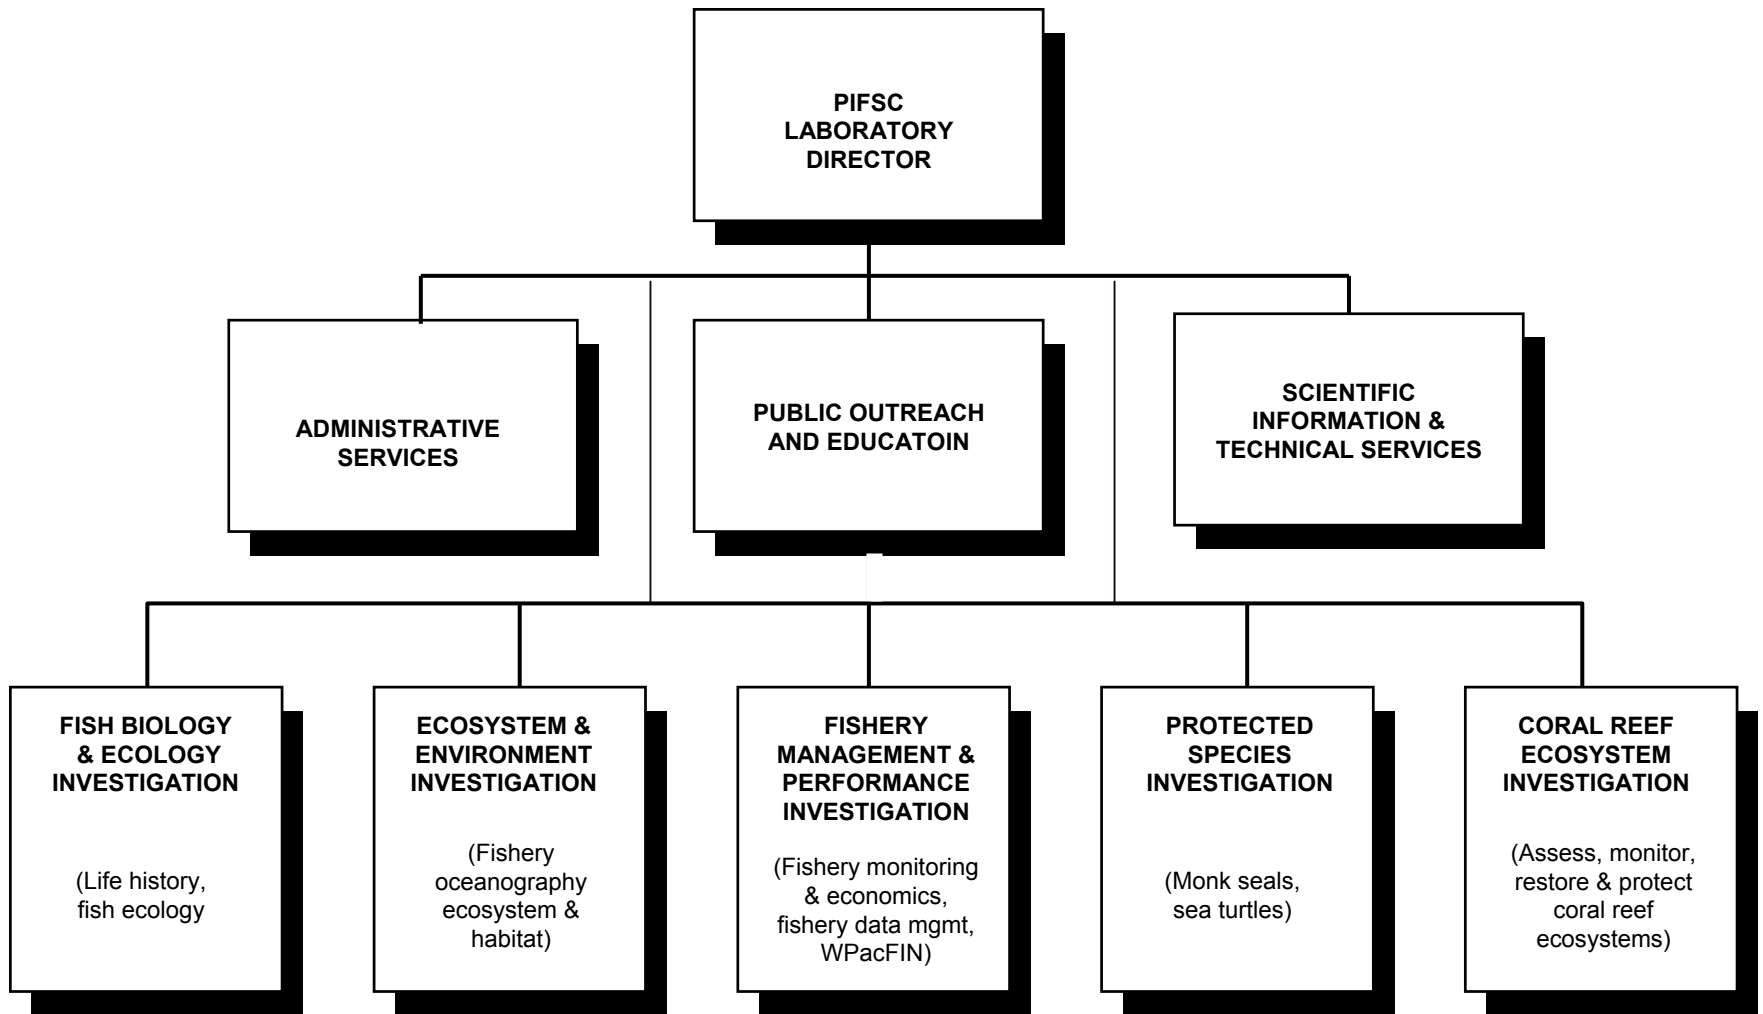 PIFSC
LABORATORY
DIRECTOR
ADMINISTRATIVE
SERVICES
PUBLIC OUTREACH
AND EDUCATOIN
SCIENTIFIC
INFORMATION &
TECHNICAL SERVICES
FISH BIOLOGY
& ECOLOGY
INVESTIGATION
(Life history,
fish ecology
ECOSYSTEM &
ENVIRONMENT
INVESTIGATION
(Fishery
oceanography
ecosystem &
habitat)
FISHERY
MANAGEMENT &
PERFORMANCE
INVESTIGATION
(Fishery monitoring
& economics,
fishery data mgmt,
WPacFIN)
PROTECTED
SPECIES
INVESTIGATION
(Monk seals,
sea turtles)
CORAL REEF
ECOSYSTEM
INVESTIGATION
(Assess, monitor,
restore & protect
coral reef
ecosystems)